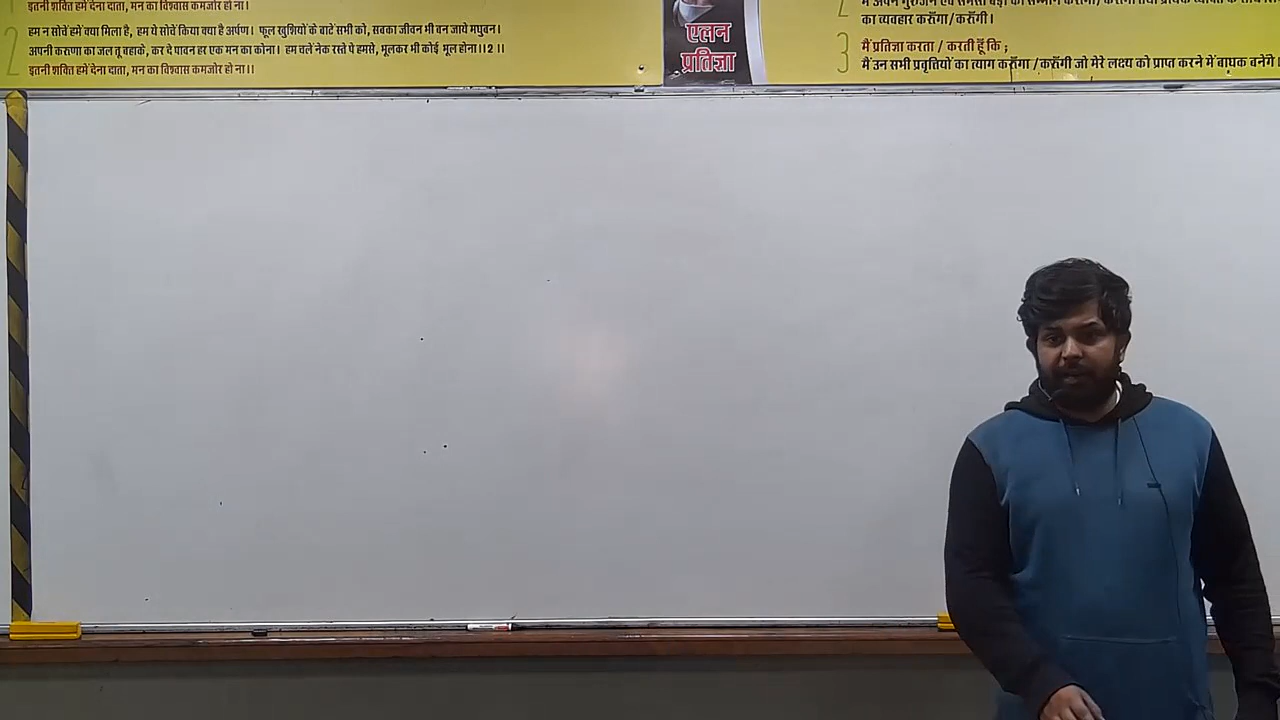 इतनी शक्ति हमें देना दाता, मन का विश्वास कमजोर हो ना।
2
हम न सोचें हमें क्या मिला है, हम ये सोचें किया क्या है अर्पण। फूल खुशियों के बाटें सभी को, सबका जीवन भी बन जाये मधुबन।
अपनी करुणा का जल तू बहाके, कर दे पावन हर एक मन का कोना। हम चलें नेक रस्ते पे हमसे, भूलकर भी कोई भूल होना।।2।।
इतनी शक्ति हमें देना दाता, मन का विश्वास कमजोर हो ना।।
एलन
प्रतिज्ञा
2
का व्यवहार करूँगा / करूँगी।
3
मैं प्रतिज्ञा करता / करती हूँ कि ;
मैं उन सभी प्रवृत्तियों का त्याग करूँगा / करूँगी जो मेरे लक्ष्य को प्राप्त करने में बाधक बनेंगे।